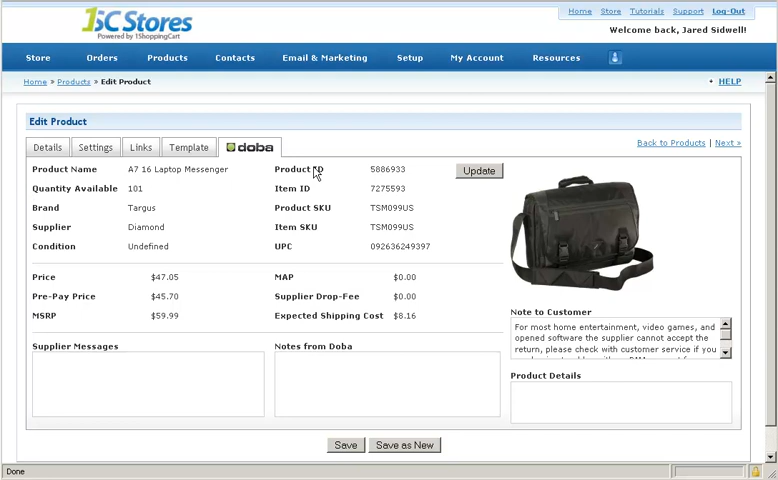 1SC Stores
Powered by 1ShoppingCart
Home Store Tutorials Support Log-Out
Welcome back, Jared Sidwell!
Store Orders Products Contacts Email & Marketing Setup My Account Resources
Home » Products » Edit Product
HELP
Edit Product
Details Settings Links Template doba
Back to Products | Next »
Product Name A7 16 Laptop Messenger Product ID 5886933 Update
Quantity Available 101 Item ID 7275593
Brand Targus Product SKU TSM099US
Supplier Diamond Item SKU TSM099US
Condition Undefined UPC 092636249397
Price $47.05 MAP $0.00
Pre-Pay Price $45.70 Supplier Drop-Fee $0.00
MSRP $59.99 Expected Shipping Cost $8.16
Note to Customer
For most home entertainment, video games, and
opened software the supplier cannot accept the
return, please check with customer service if you
Supplier Messages Notes from Doba
Product Details
Save Save as New
Done